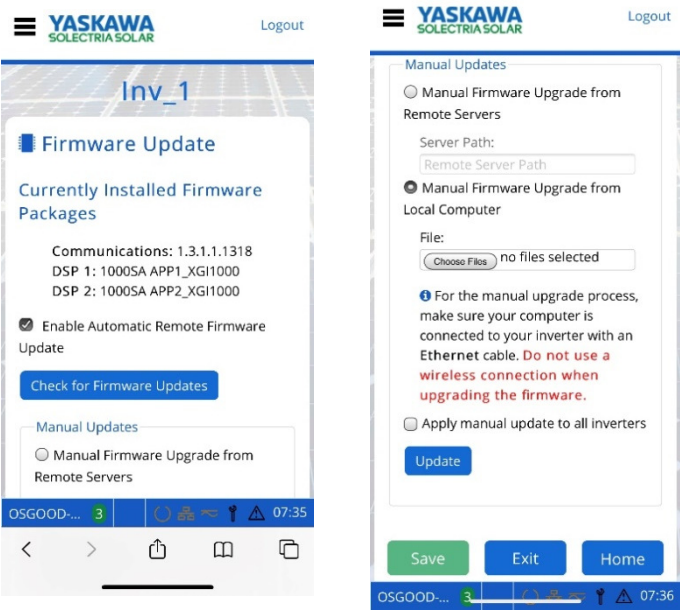 YASKAWA
SOLECTRIA SOLAR
Logout
Inv_1
Firmware Update
Currently Installed Firmware
Packages
Communications: 1.3.1.1.1318
DSP 1: 1000SA APP1_XGI1000
DSP 2: 1000SA APP2_XGI1000
Enable Automatic Remote Firmware
Update
Check for Firmware Updates
Manual Updates
Manual Firmware Upgrade from
Remote Servers
OSGOOD-... 3 07:35
YASKAWA
SOLECTRIA SOLAR
Logout
Manual Updates
Manual Firmware Upgrade from
Remote Servers
Server Path:
Remote Server Path
Manual Firmware Upgrade from
Local Computer
File:
Choose Files no files selected
For the manual upgrade process,
make sure your computer is
connected to your inverter with an
Ethernet cable. Do not use a
wireless connection when
upgrading the firmware.
Apply manual update to all inverters
Update
Save Exit Home
OSGOOD-... 3 07:36